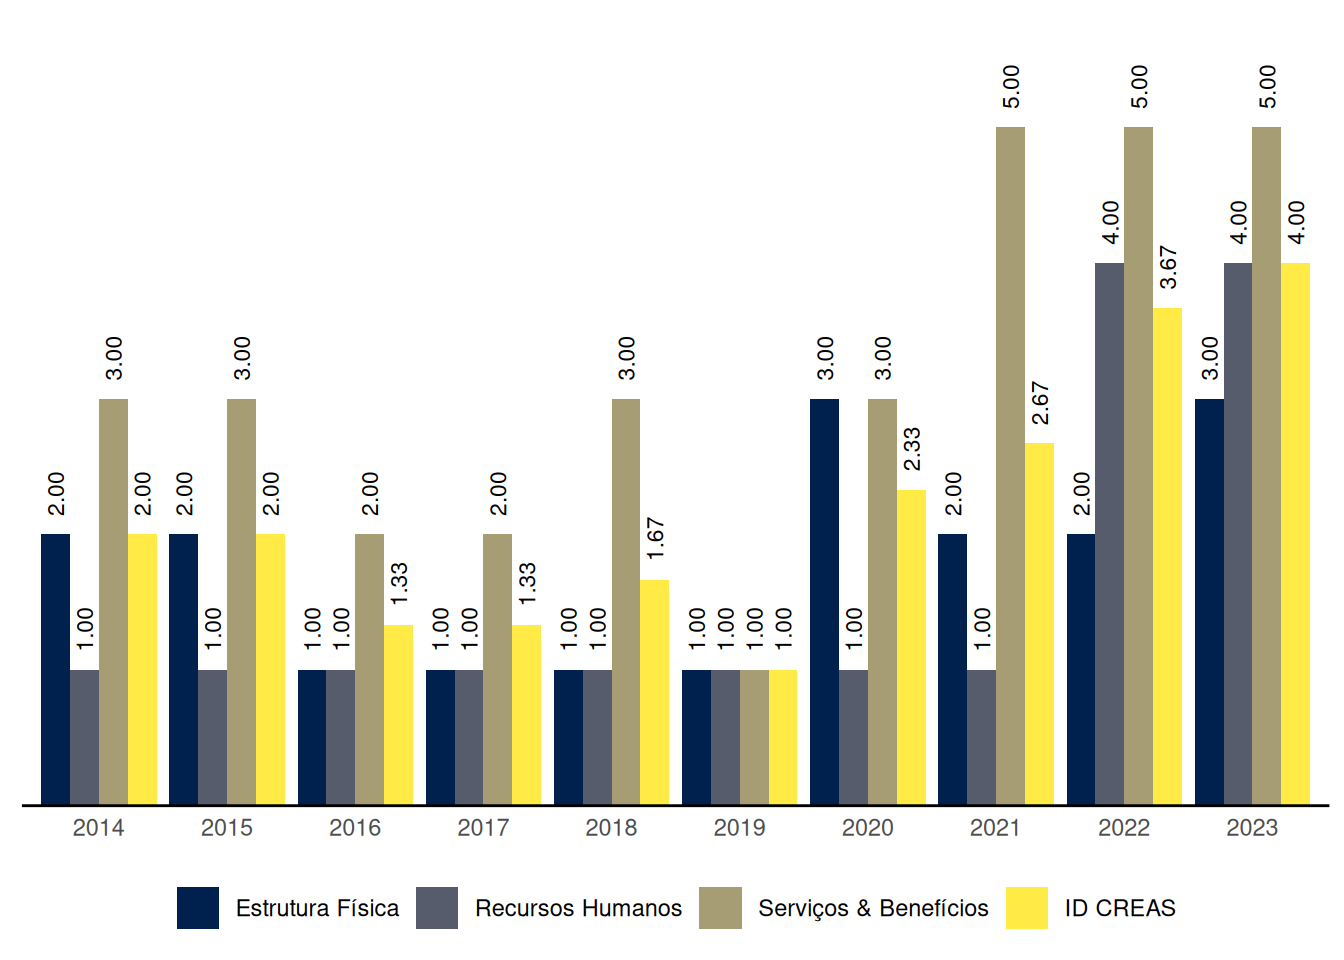 2.00 1.00 3.00 2.00
2.00 1.00 3.00 2.00
1.00 1.00 2.00 1.33
1.00 1.00 2.00 1.33
1.00 1.00 3.00 1.67
1.00 1.00 1.00 1.00
3.00 1.00 3.00 2.33
2.00 1.00 5.00 2.67
2.00 4.00 5.00 3.67
3.00 4.00 5.00 4.00
2014 2015 2016 2017 2018 2019 2020 2021 2022 2023
Estrutura Física Recursos Humanos Serviços & Benefícios ID CREAS